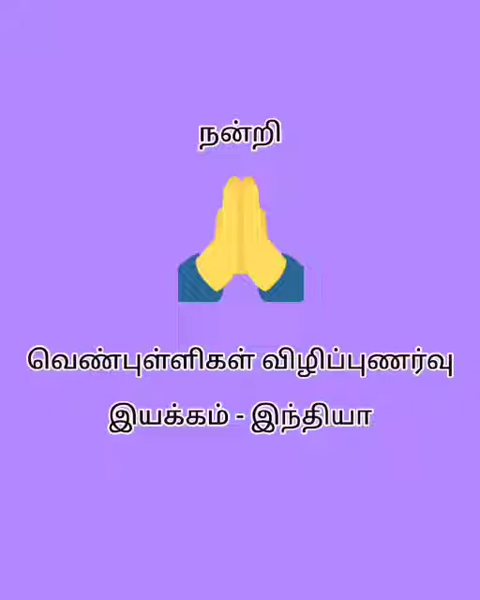 நன்றி
வெண்புள்ளிகள் விழிப்புணர்வு
இயக்கம் - இந்தியா